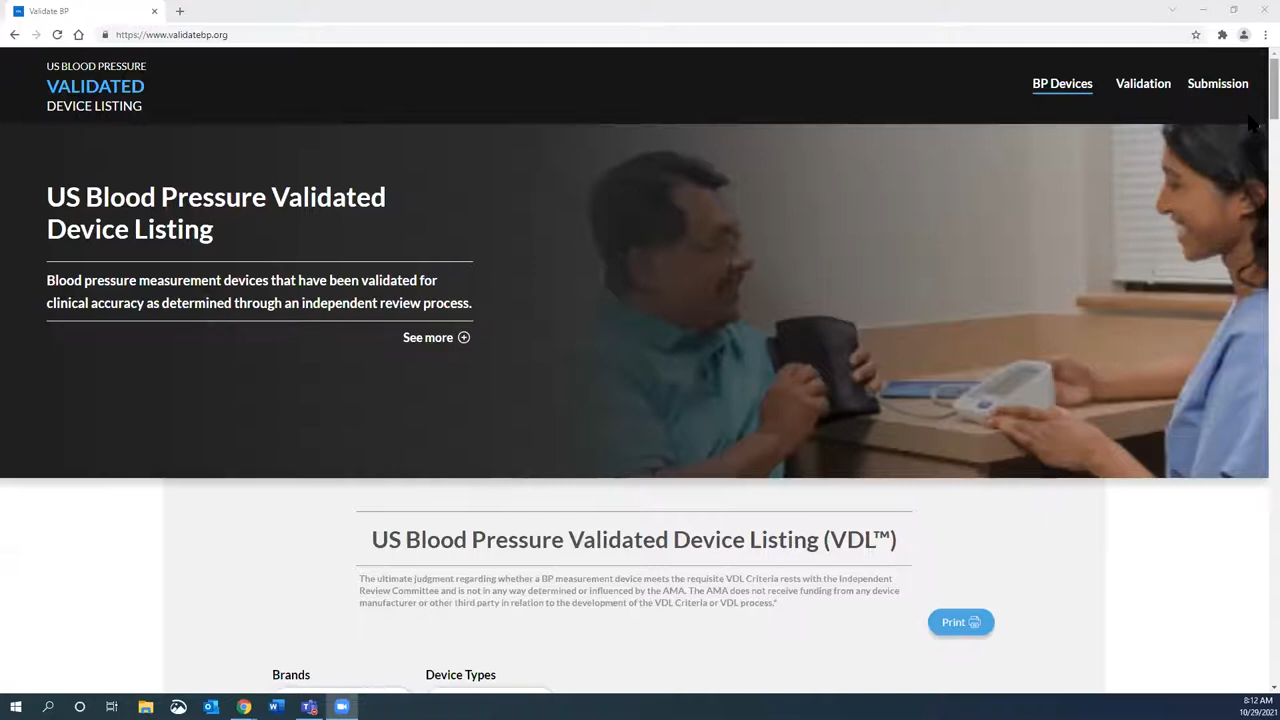 Validate BP
https://www.validatebp.org
US BLOOD PRESSURE
VALIDATED
DEVICE LISTING
BP Devices Validation Submission
US Blood Pressure Validated
Device Listing
Blood pressure measurement devices that have been validated for
clinical accuracy as determined through an independent review process.
See more
US Blood Pressure Validated Device Listing (VDL™)
The ultimate judgment regarding whether a BP measurement device meets the requisite VDL Criteria rests with the Independent
Review Committee and is not in any way determined or influenced by the AMA. The AMA does not receive funding from any device
manufacturer or other third party in relation to the development of the VDL Criteria or VDL process.*
Print
Brands Device Types
8:12 AM
10/29/2021